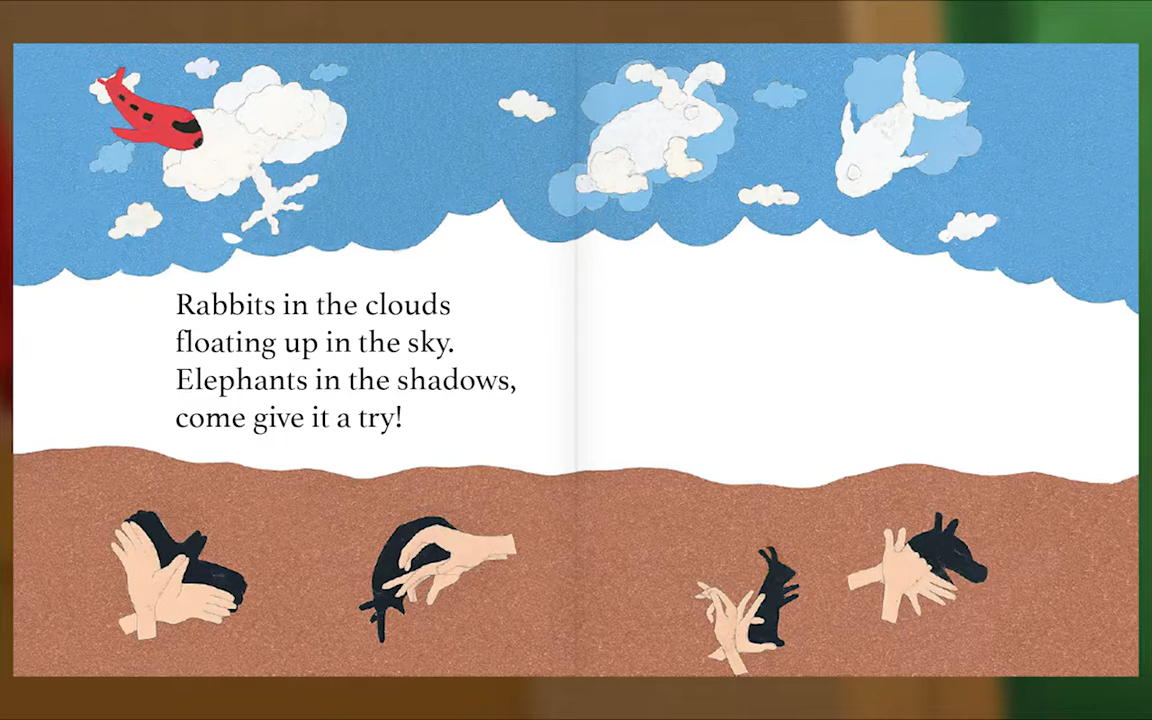 Rabbits in the clouds
floating up in the sky.
Elephants in the shadows,
come give it a try!